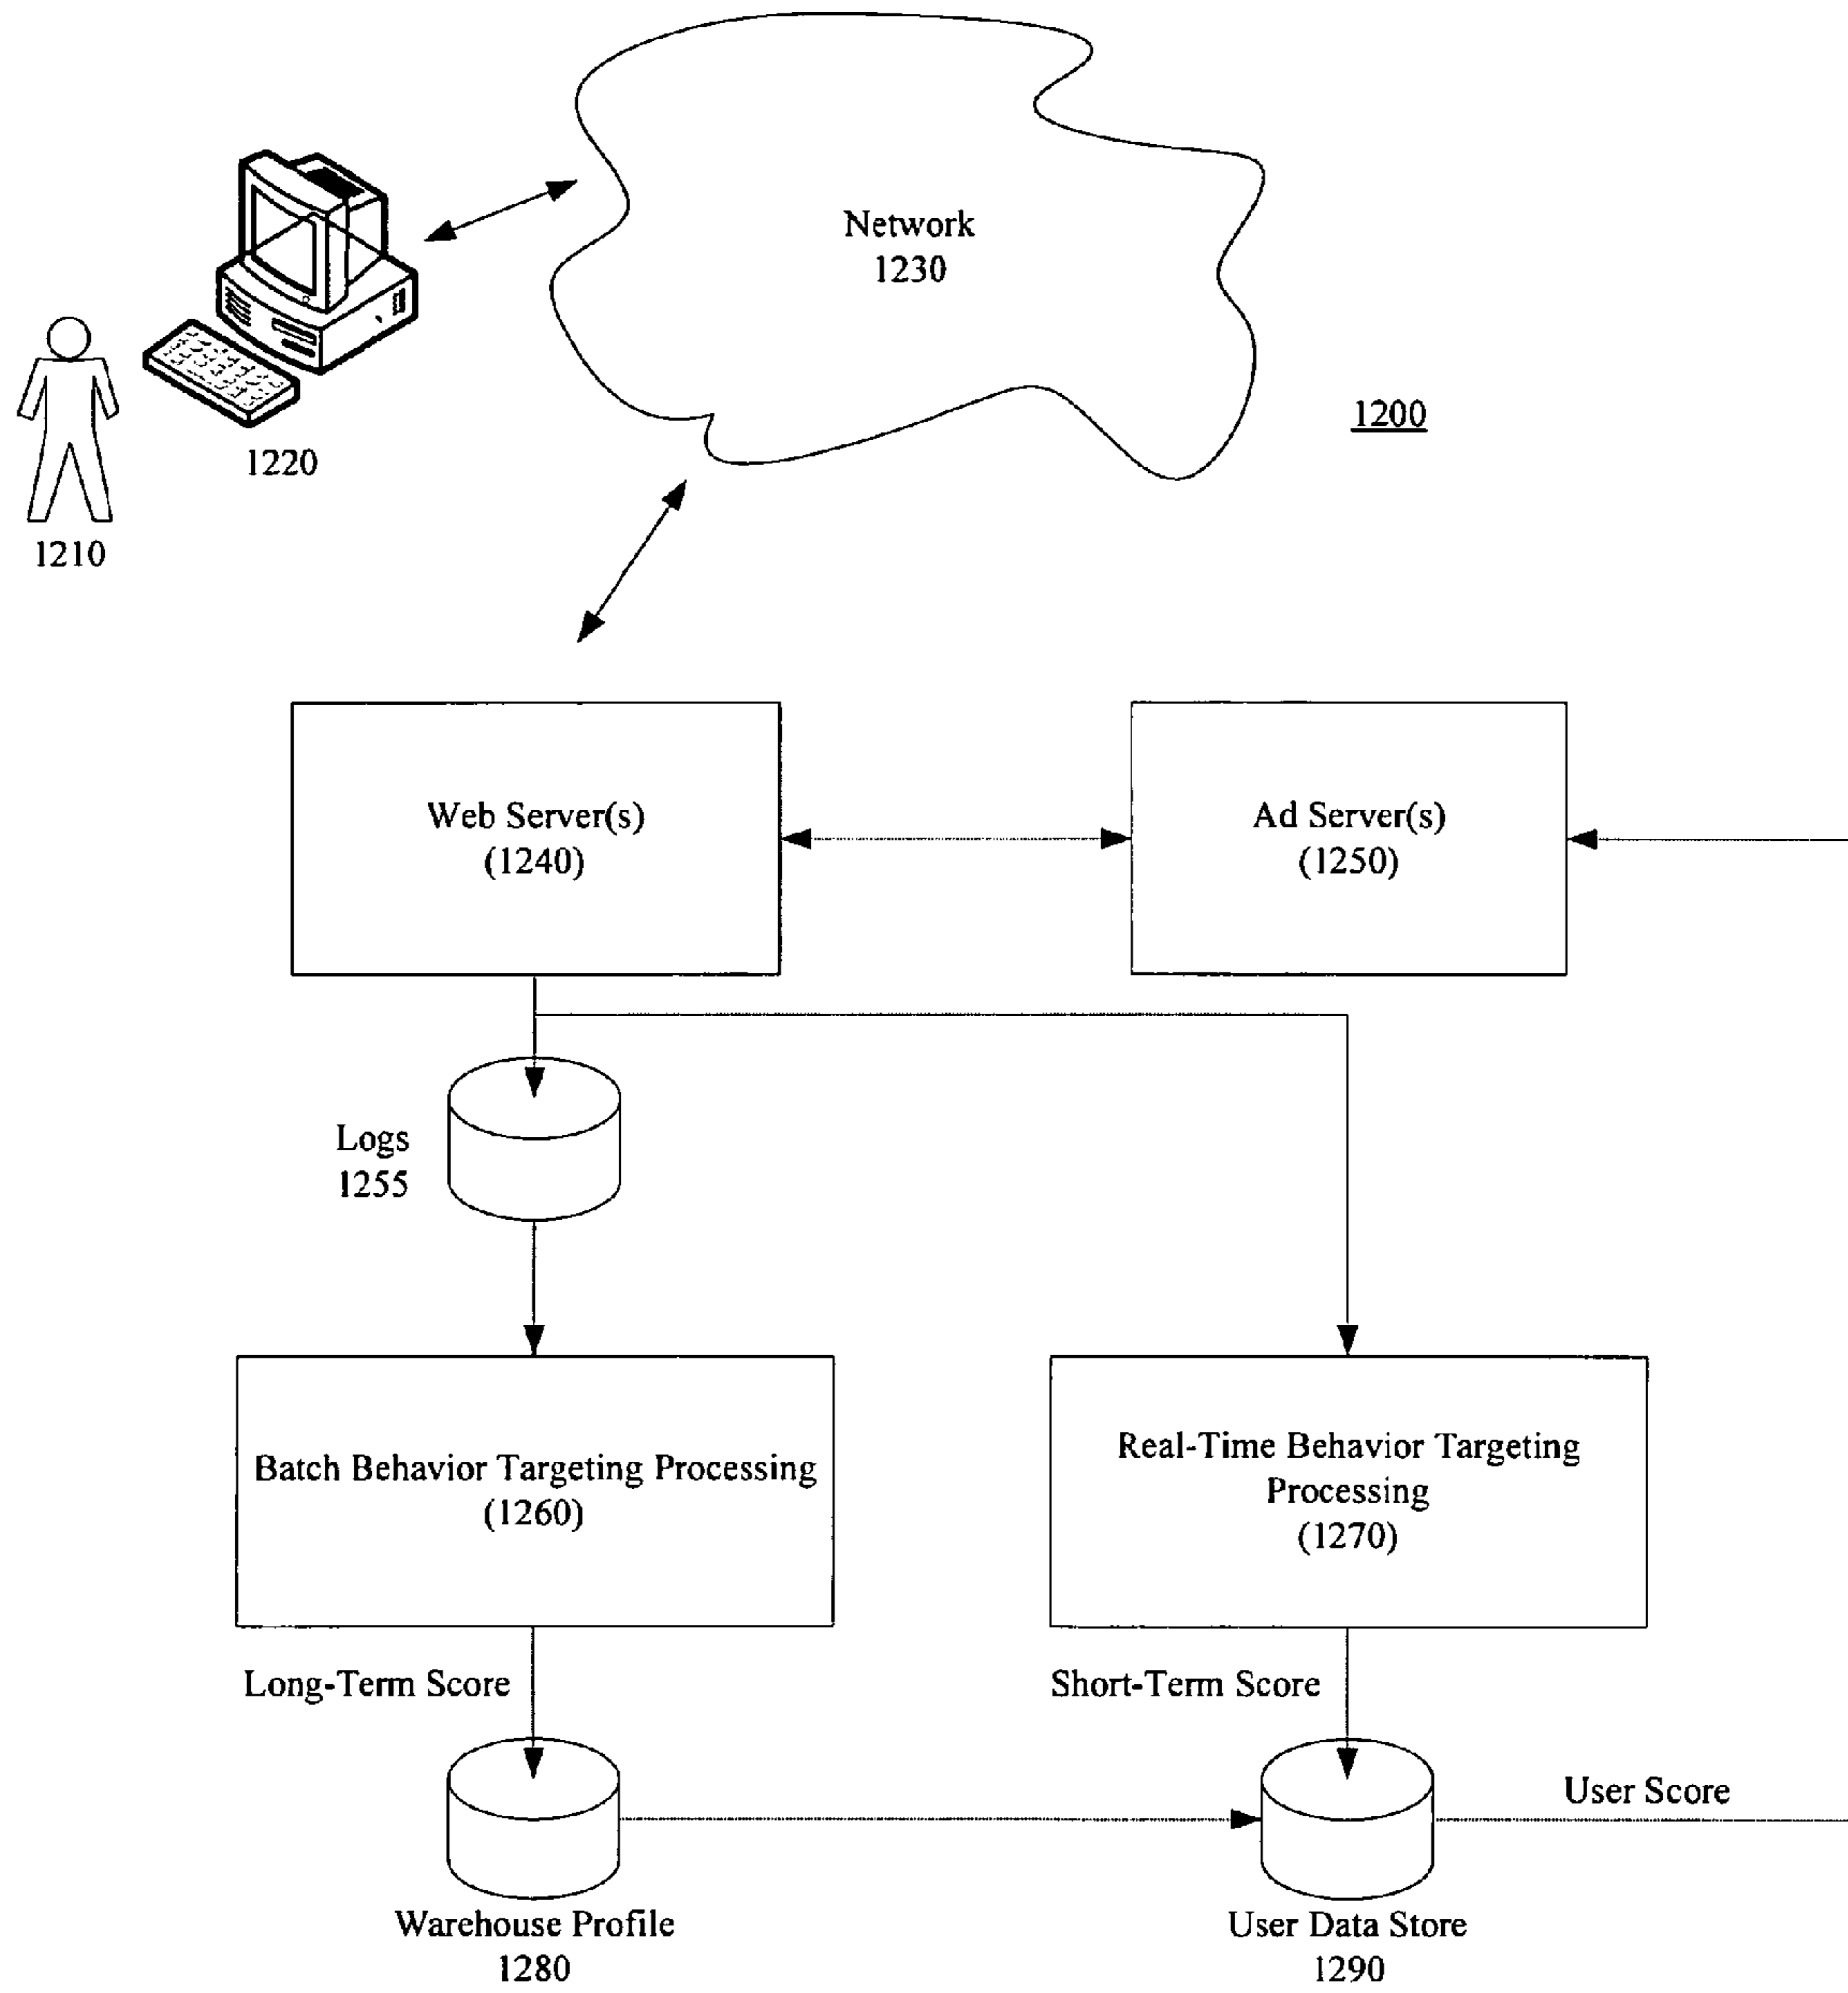 Network
1230
1200
1220
1210
Web Server(s)
(1240)
Ad Server(s)
(1250)
Logs
1255
Batch Behavior Targeting Processing
(1260)
Real-Time Behavior Targeting
Processing
(1270)
Long-Term Score
Short-Term Score
User Score
Warehouse Profile
1280
User Data Store
1290